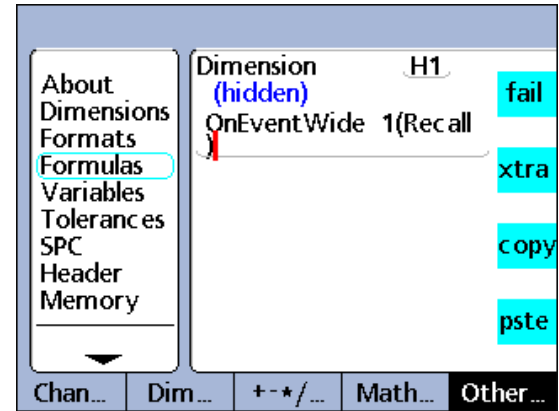 About
Dimensions
Formats
Formulas
Variables
Tolerances
SPC
Header
Memory
Dimension H1
(hidden)
OnEventWide 1(Recall
)
fail
xtra
copy
pste
Chan... Dim... +-*/... Math... Other...